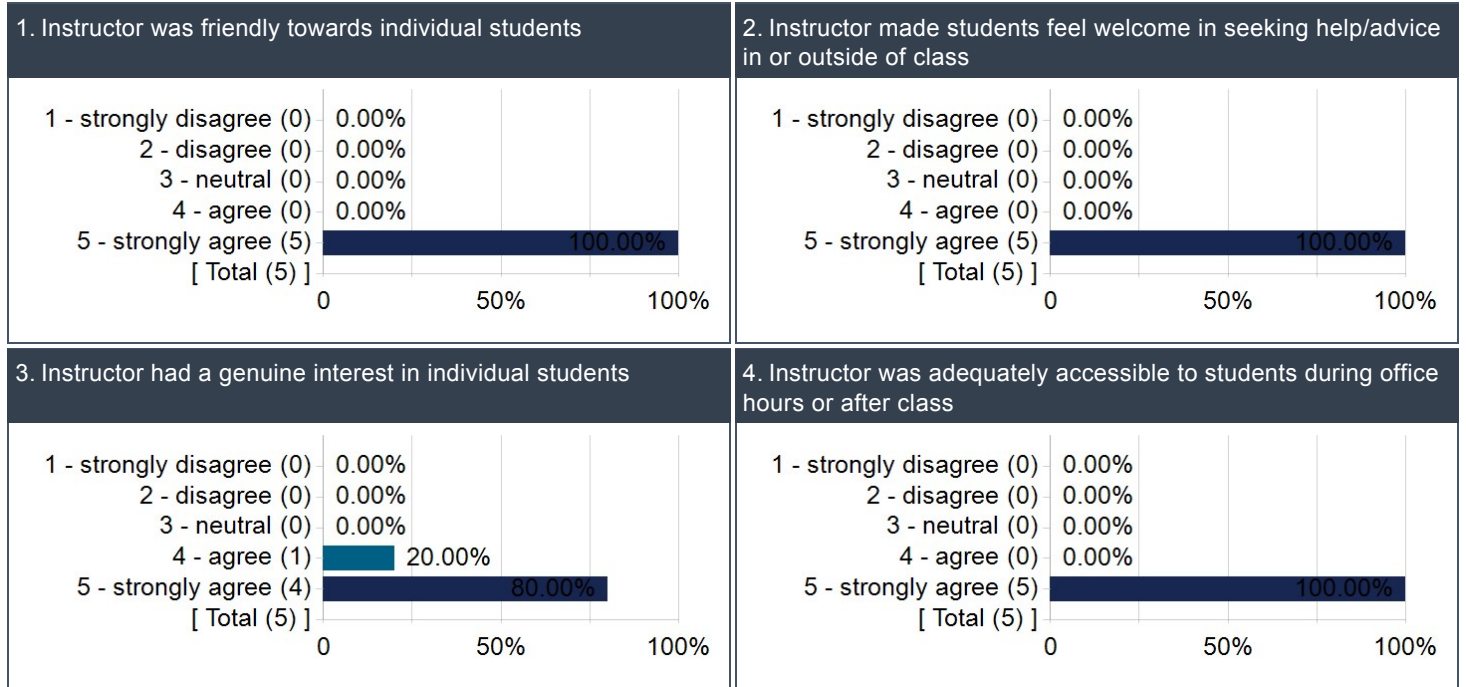 1. Instructor was friendly towards individual students
1 - strongly disagree (0) 0.00%
2 - disagree (0) 0.00%
3 - neutral (0) 0.00%
4 - agree (0) 0.00%
5 - strongly agree (5) 100.00%
[ Total (5) ]
0 50% 100%
2. Instructor made students feel welcome in seeking help/advice
in or outside of class
1 - strongly disagree (0) 0.00%
2 - disagree (0) 0.00%
3 - neutral (0) 0.00%
4 - agree (0) 0.00%
5 - strongly agree (5) 100.00%
[ Total (5) ]
0 50% 100%
3. Instructor had a genuine interest in individual students
1 - strongly disagree (0) 0.00%
2 - disagree (0) 0.00%
3 - neutral (0) 0.00%
4 - agree (1) 20.00%
5 - strongly agree (4) 80.00%
[ Total (5) ]
0 50% 100%
4. Instructor was adequately accessible to students during office
hours or after class
1 - strongly disagree (0) 0.00%
2 - disagree (0) 0.00%
3 - neutral (0) 0.00%
4 - agree (0) 0.00%
5 - strongly agree (5) 100.00%
[ Total (5) ]
0 50% 100%